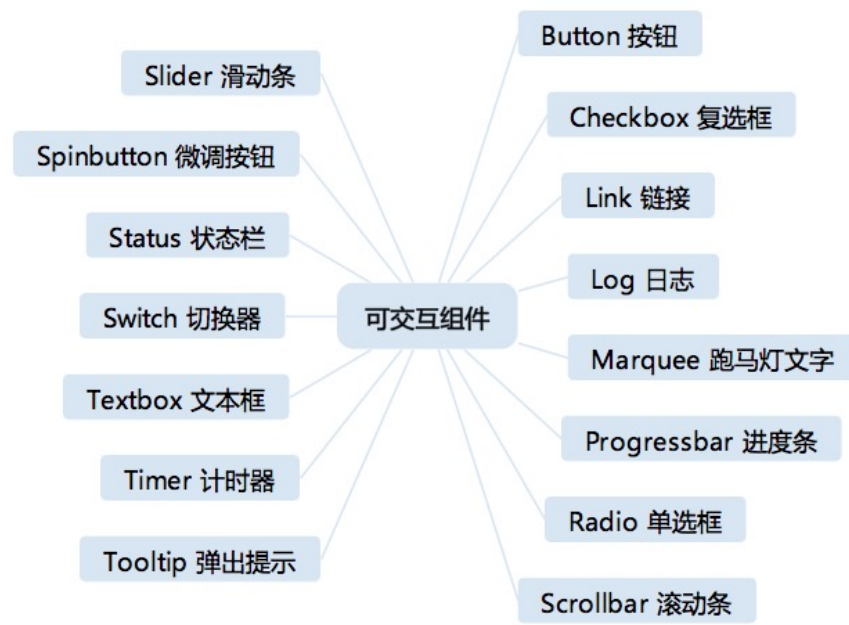 Button 按钮
Slider 滑动条
Checkbox 复选框
Spinbutton 微调按钮
Link 链接
Status 状态栏
Log 日志
Switch 切换器
可交互组件
Marquee 跑马灯文字
Textbox 文本框
Progressbar 进度条
Timer 计时器
Radio 单选框
Tooltip 弹出提示
Scrollbar 滚动条